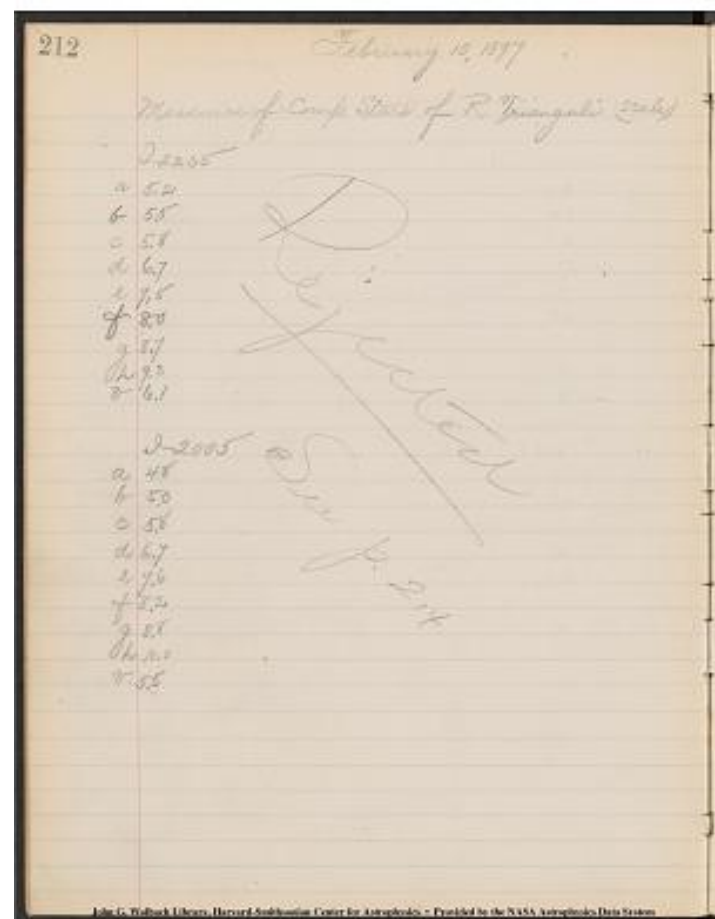 212
February 10, 1897
Measures of Comp Stars of R Trianguli
I 2205
a 5.2
b 5.5
c 5.8
d 6.7
e 7.5
f 8.0
g 8.7
h 9.2
v 6.1
Rejected
I 2005
a 4.8
b 5.0
c 5.8
d 6.7
e 7.6
f 8.2
g 8.8
h 10.0
v 5.5
See p. 214
John G. Wolbach Library, Harvard-Smithsonian Center for Astrophysics • Provided by the NASA Astrophysics Data System